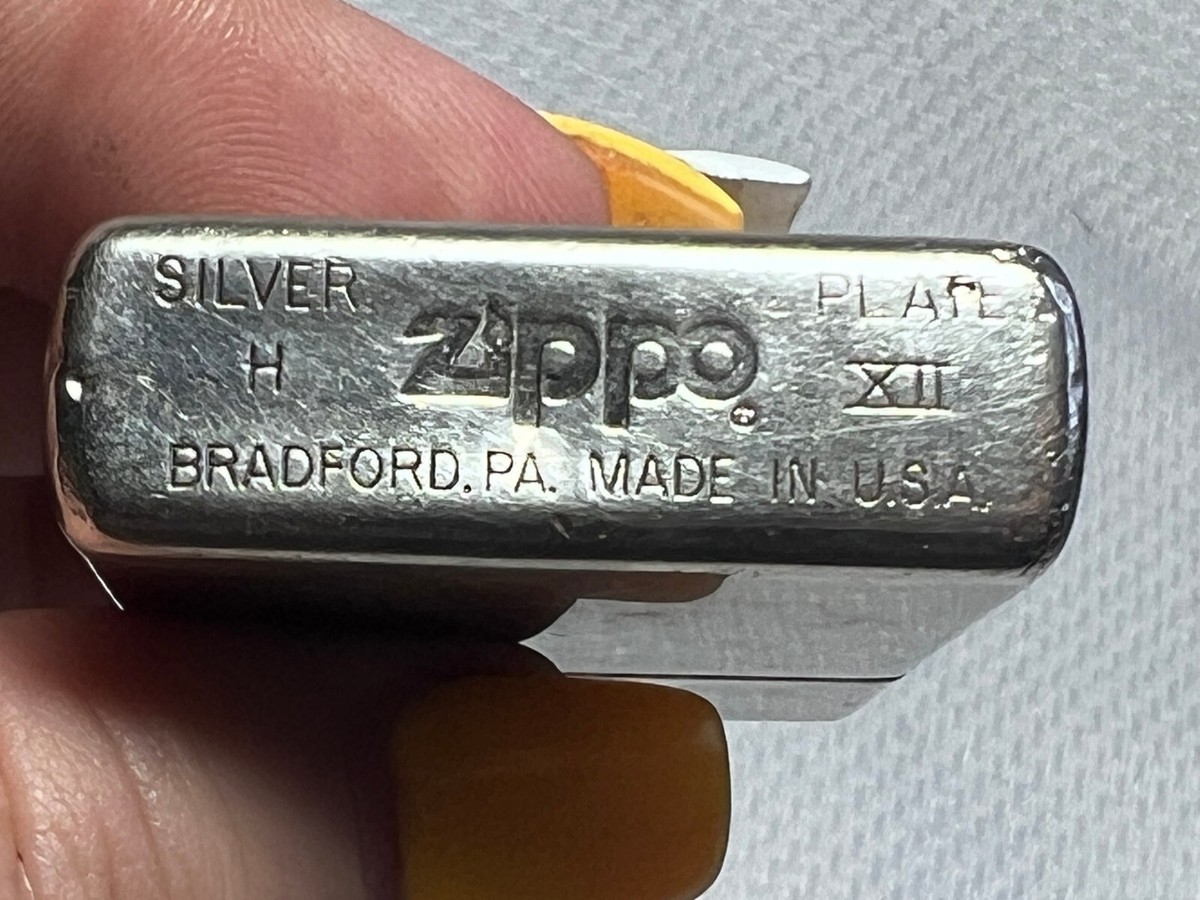 SILVER PLATE
H Zippo® XII
BRADFORD, PA. MADE IN U.S.A.